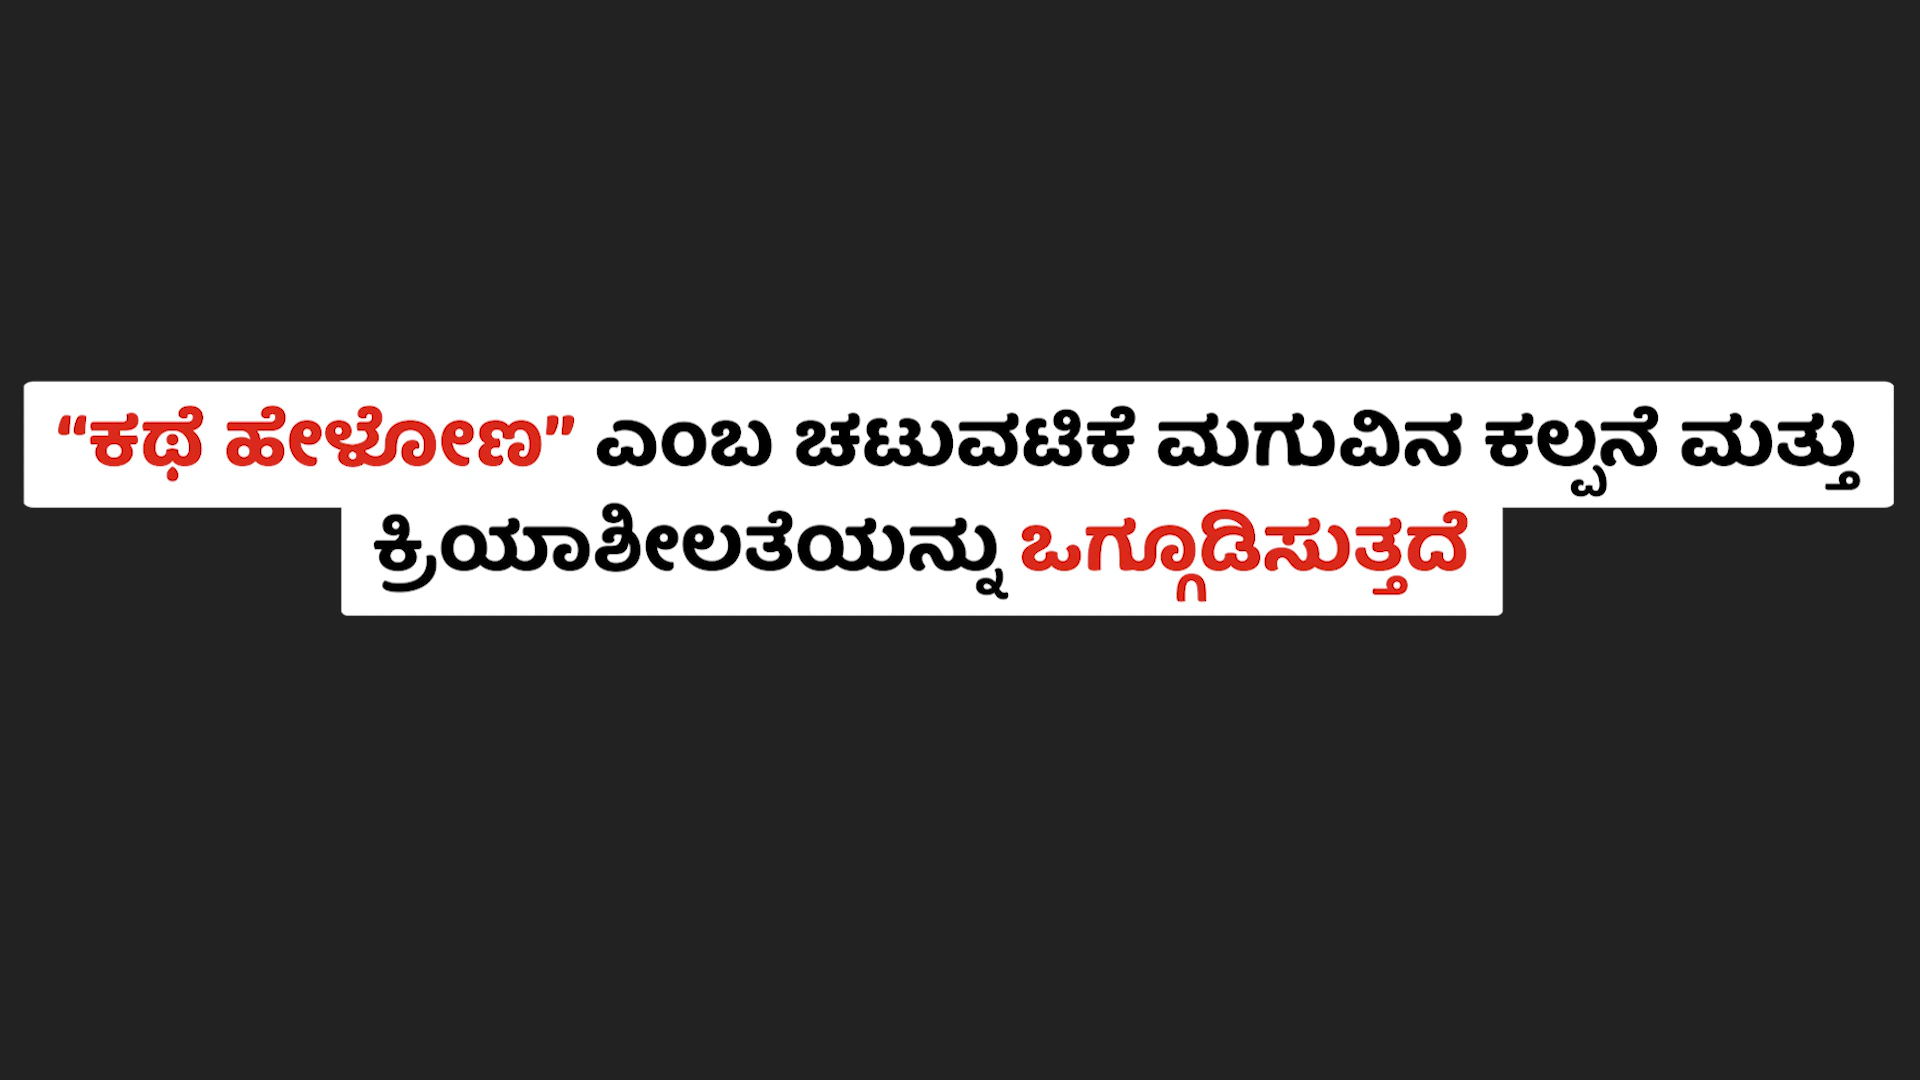 “ಕಥೆ ಹೇಳೋಣ” ಎಂಬ ಚಟುವಟಿಕೆ ಮಗುವಿನ ಕಲ್ಪನೆ ಮತ್ತು
ಕ್ರಿಯಾಶೀಲತೆಯನ್ನು ಒಗ್ಗೂಡಿಸುತ್ತದೆ